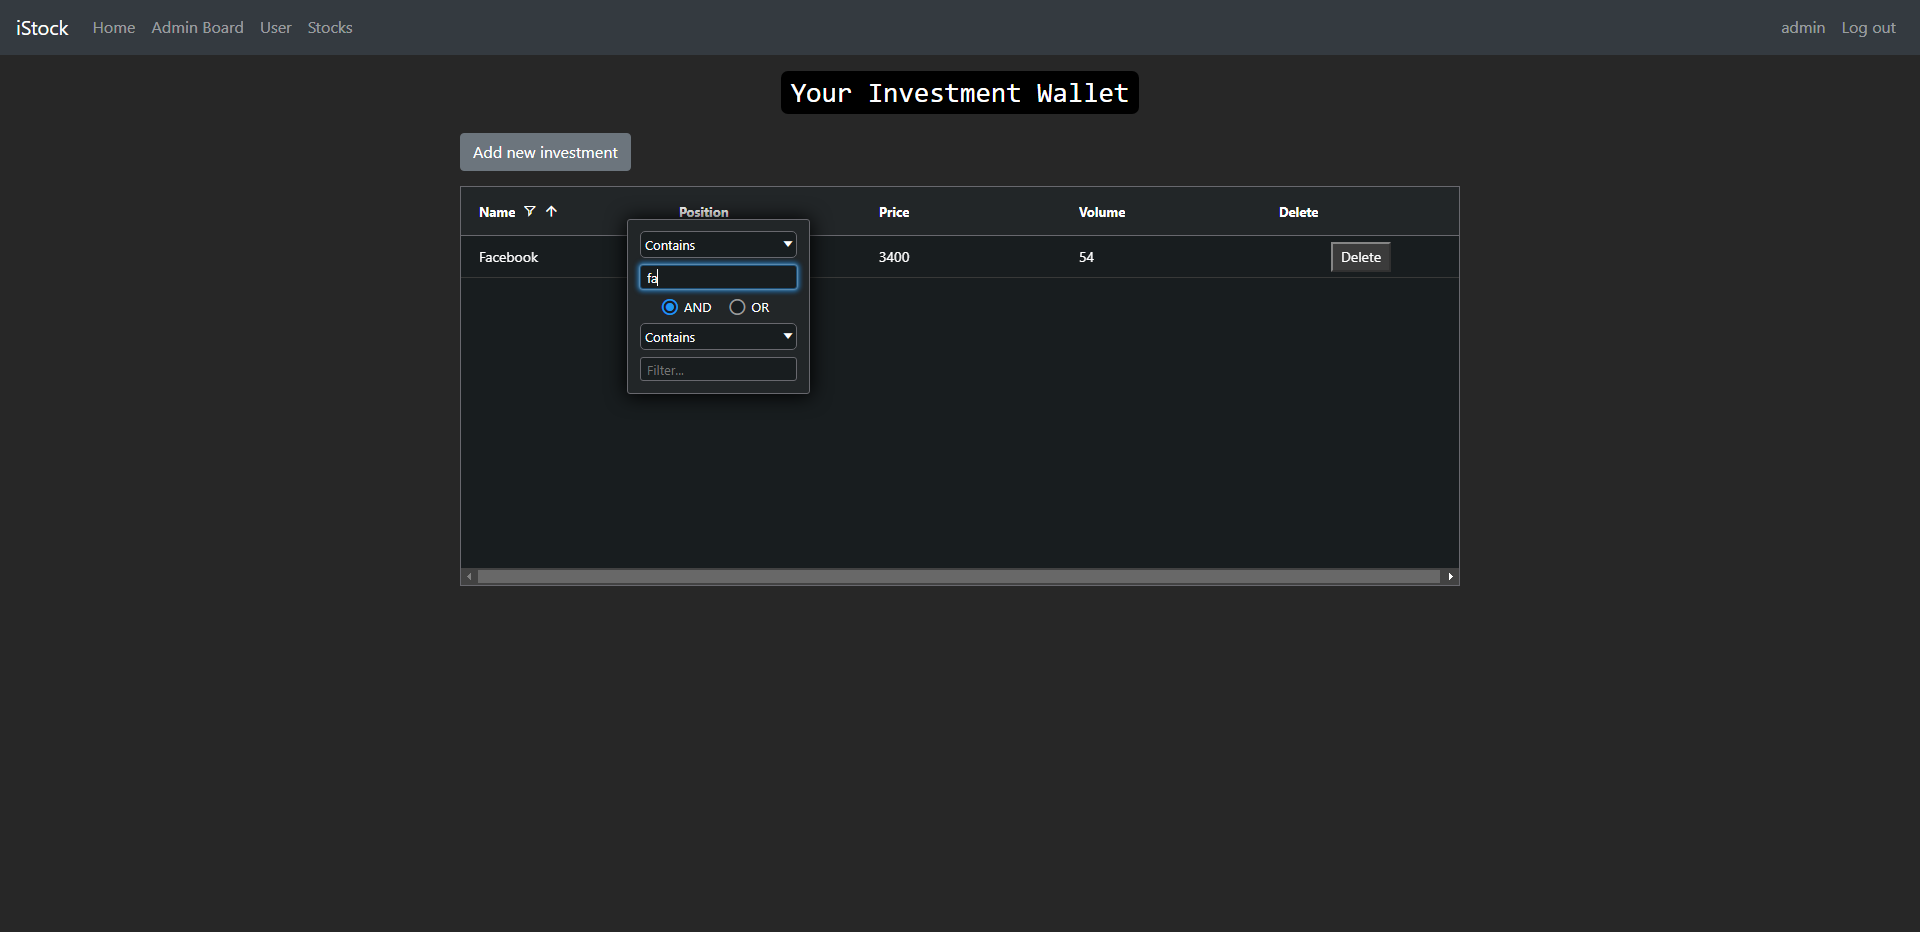 iStock Home Admin Board User Stocks admin Log out
Your Investment Wallet
Add new investment
Name Position Price Volume Delete
Contains
Facebook 3400 54 Delete
fa
AND OR
Contains
Filter...